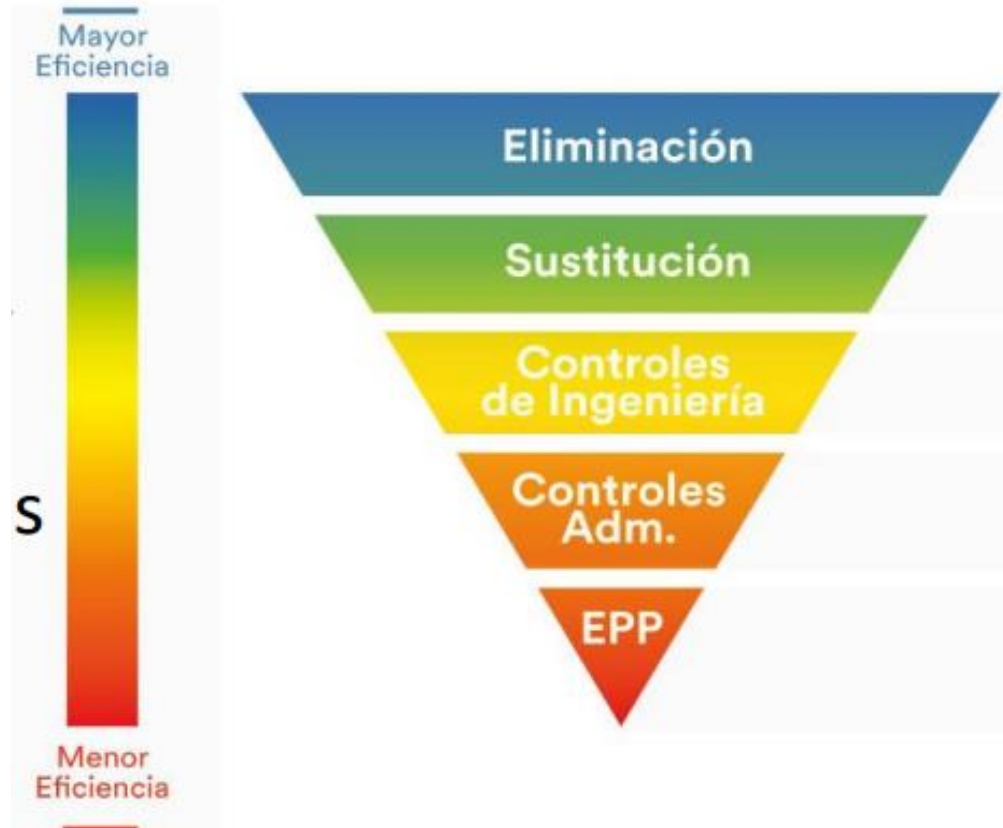 Mayor
Eficiencia
Eliminación
Sustitución
Controles
de Ingeniería
Controles
Adm.
s
EPP
Menor
Eficiencia